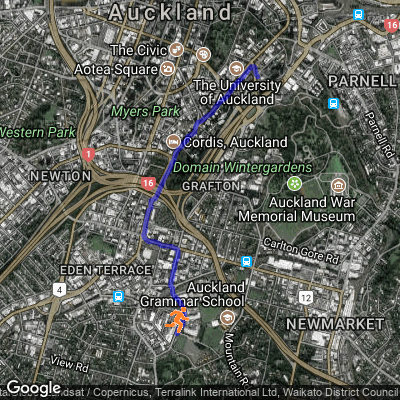 Auckland
16
The Civic
Aotea Square
The University
of Auckland
PARNELL
Myers Park
Western Park
Parnell Rd
1
Cordis, Auckland
Domain Wintergardens
NEWTON
16
GRAFTON
Auckland War
Memorial Museum
Carlton Gore Rd
EDEN TERRACE
4
Auckland
Grammar School
12
NEWMARKET
Mountain R
View Rd
Google
andsat / Copernicus, Terralink International Ltd, Waikato District Council